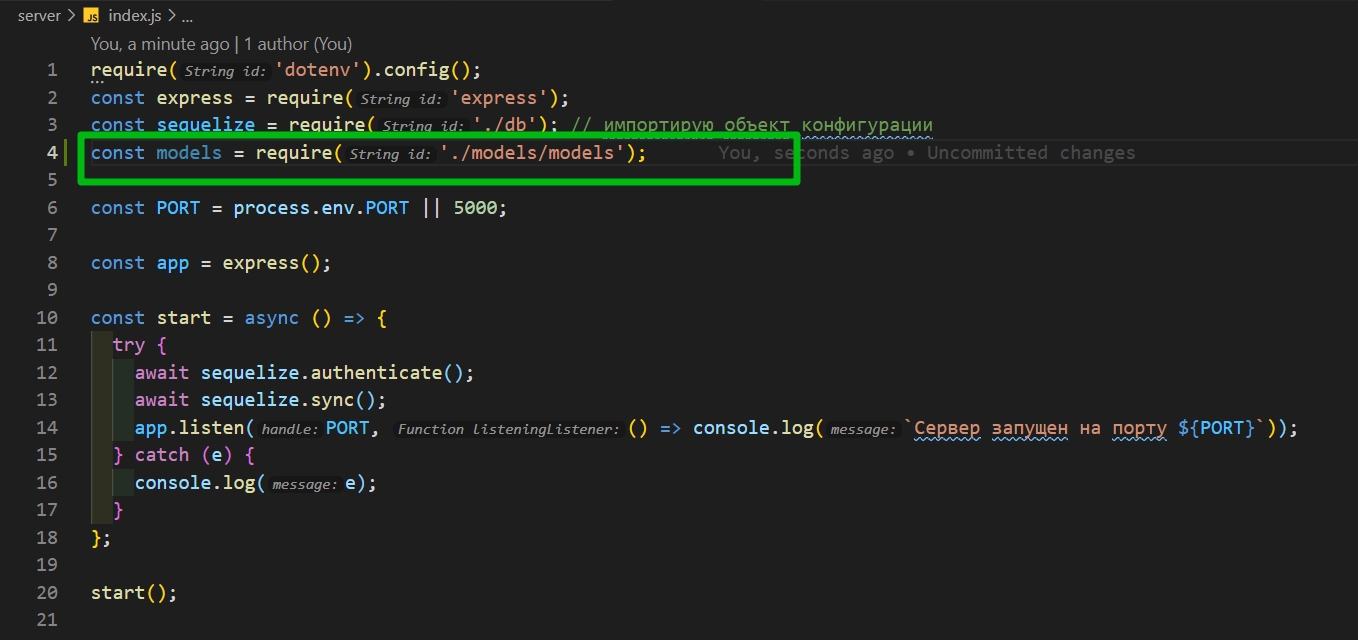 server > JS index.js > ...
You, a minute ago | 1 author (You)
1 require( String id: 'dotenv').config();
2 const express = require( String id: 'express');
3 const sequelize = require( String id: './db'); // импортирую объект конфигурации
4 const models = require( String id: './models/models'); You, seconds ago • Uncommitted changes
5
6 const PORT = process.env.PORT || 5000;
7
8 const app = express();
9
10 const start = async () => {
11 try {
12 await sequelize.authenticate();
13 await sequelize.sync();
14 app.listen( handle: PORT, Function listeningListener: () => console.log( message: `Сервер запущен на порту ${PORT}`));
15 } catch (e) {
16 console.log( message: e);
17 }
18 };
19
20 start();
21